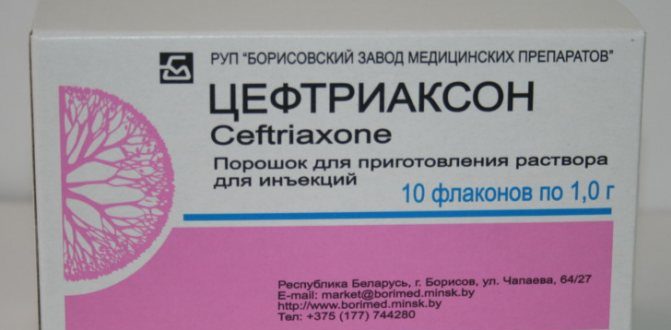 РУП "БОРИСОВСКИЙ ЗАВОД МЕДИЦИНСКИХ ПРЕПАРАТОВ"
ЦЕФТРИАКСОН
Ceftriaxone
Порошок для приготовления раствора
для инъекций
10 флаконов по 1,0 г
Республика Беларусь, г. Борисов, ул. Чапаева, 64/27
E-mail: market@borimed.minsk.by
http://www.borimed.minsk.by
Тел: +375 (177) 744280